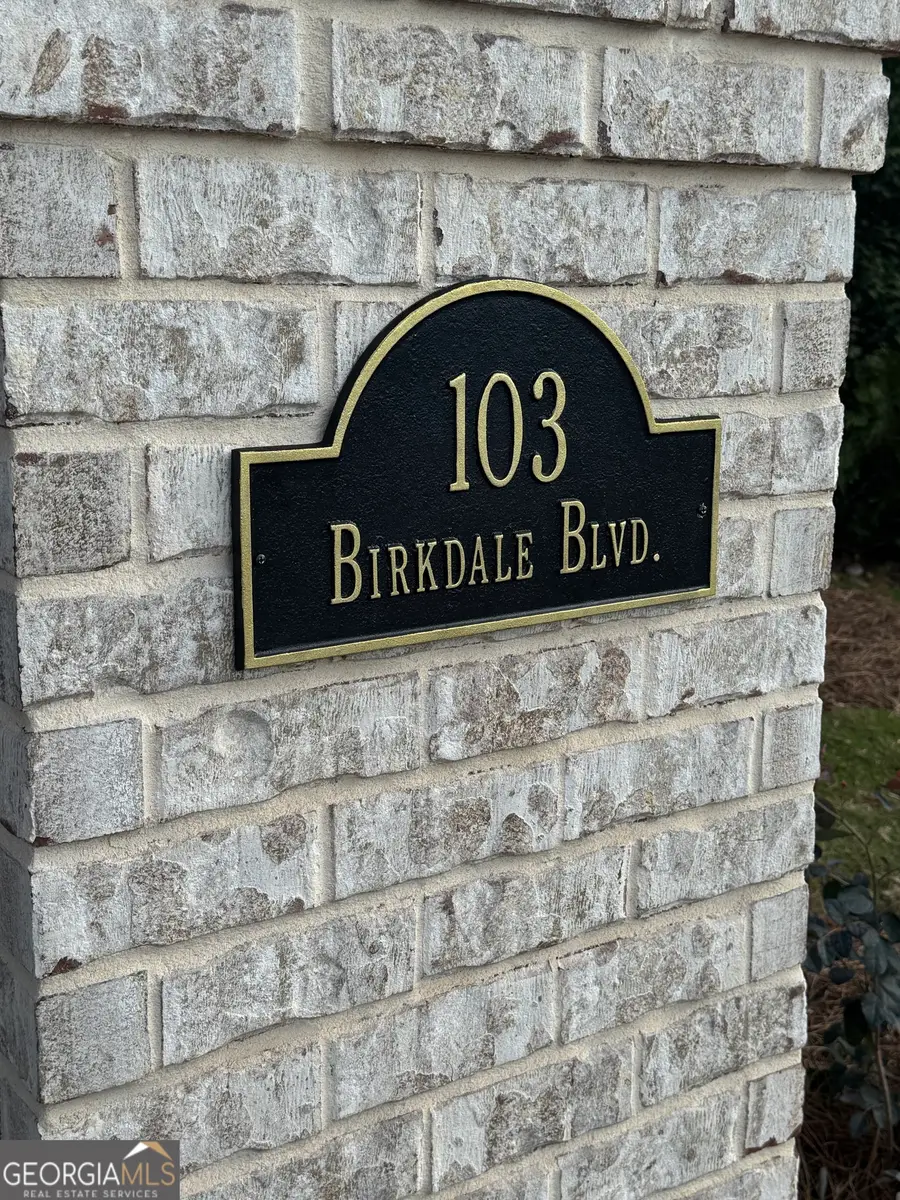 103
BIRKDALE BLVD.
GEORGIAMLS
REAL ESTATE SERVICES